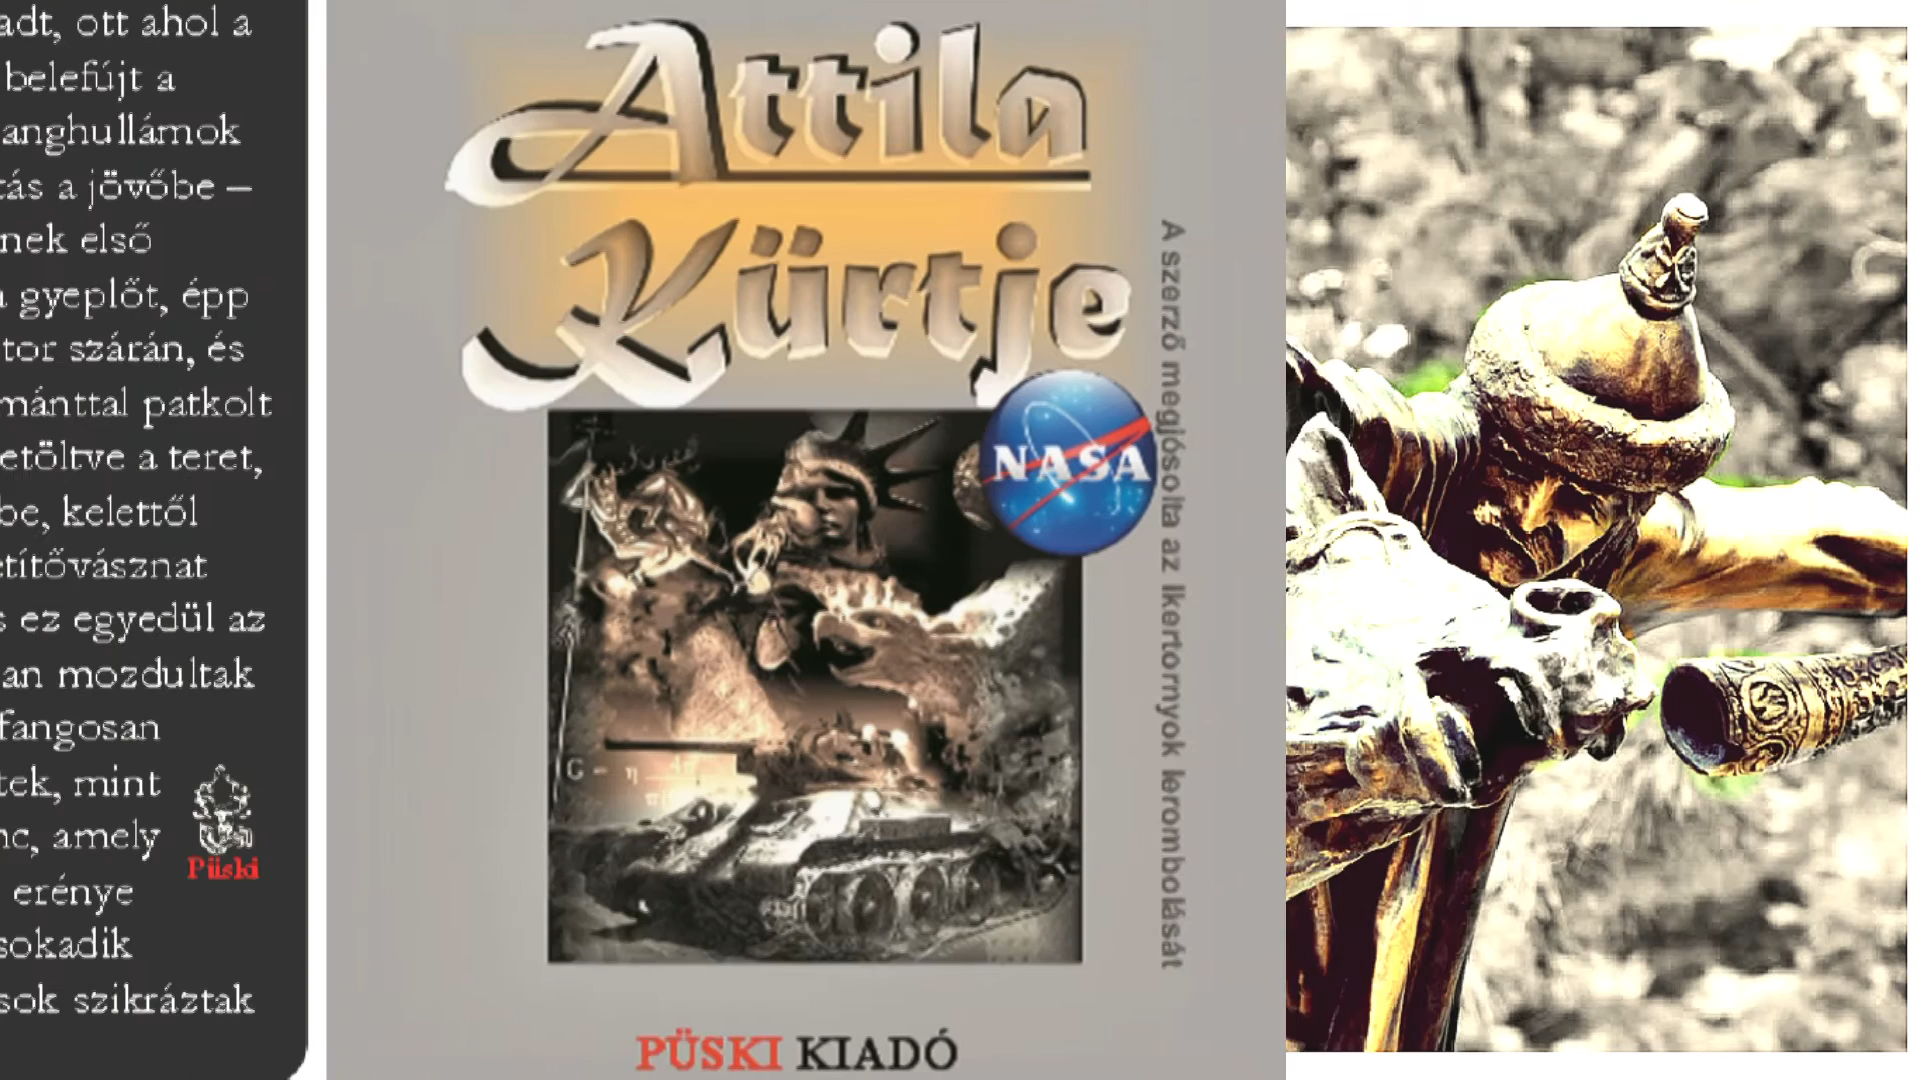 adt, ott ahol a
belefújt a
anghullámok
tás a jövőbe –
nek első
a gyeplőt, épp
tor szárán, és
mánttal patkolt
etöltve a teret,
be, kelettől
etítővásznat
s ez egyedül az
an mozdultak
fangosan
tek, mint
nc, amely
erénye
sokadik
sok szikráztak
Püski
Attila
Kürtje
NASA
A szerző megjósolta az Ikertornyok lerombolását
G – η
PÜSKI KIADÓ